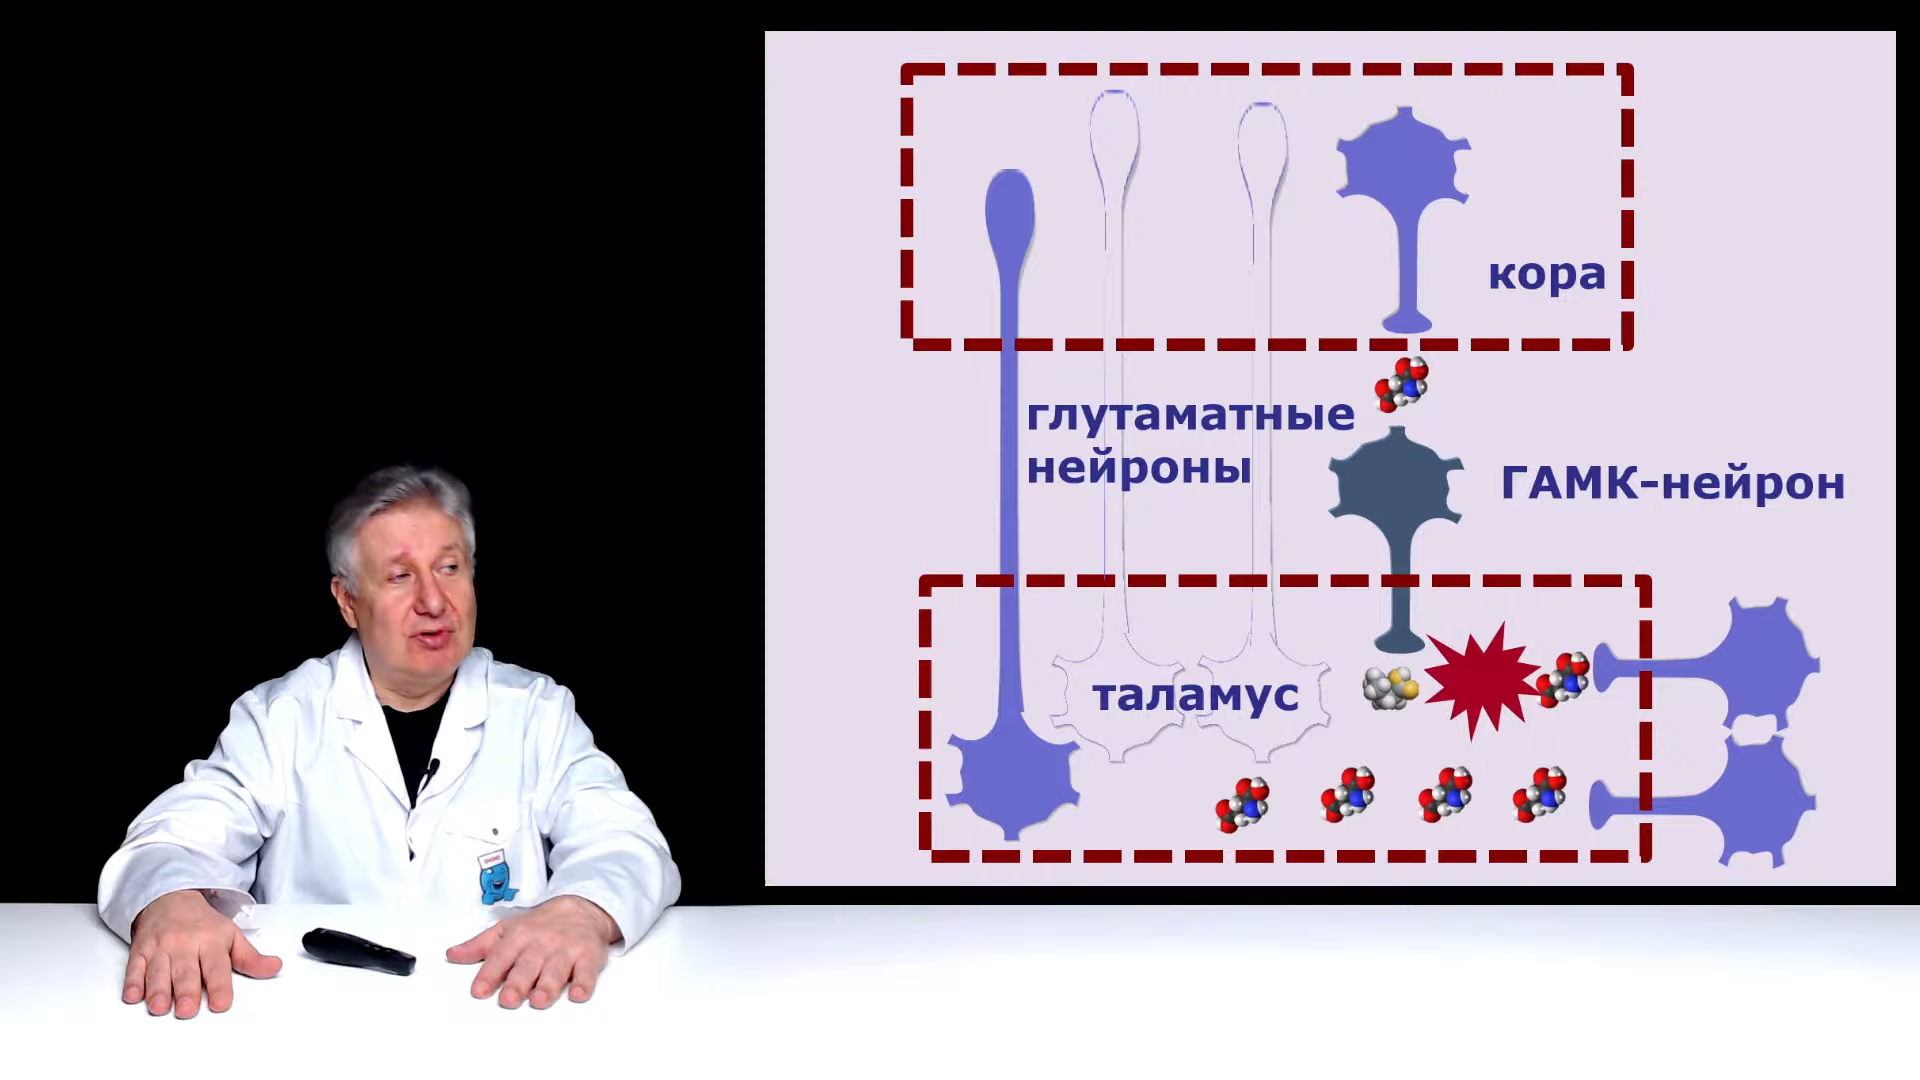 кора
глутаматные
нейроны
ГАМК-нейрон
таламус